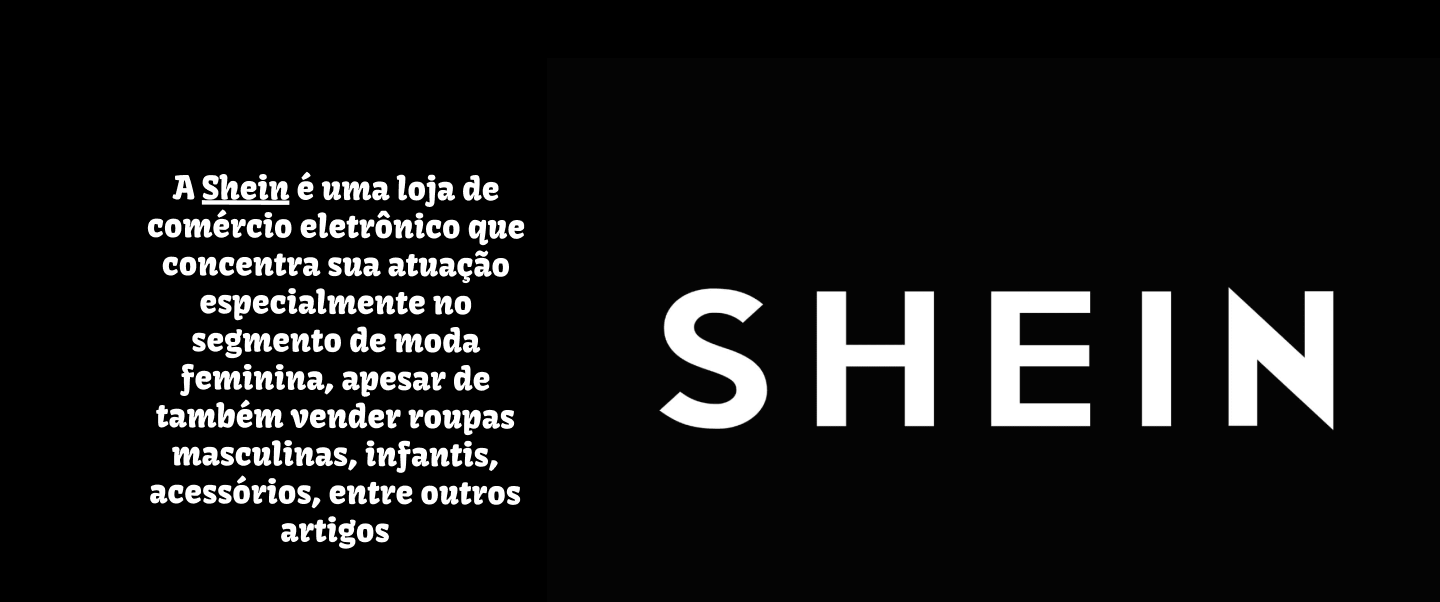 A Shein é uma loja de
comércio eletrônico que
concentra sua atuação
especialmente no
segmento de moda
feminina, apesar de
também vender roupas
masculinas, infantis,
acessórios, entre outros
artigos
SHEIN